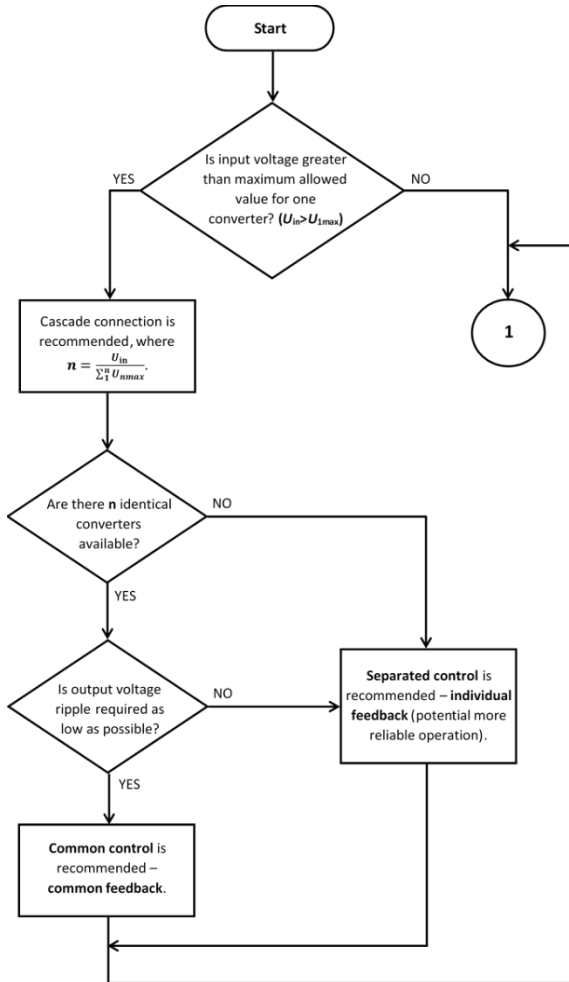 Start
Is input voltage greater
than maximum allowed
value for one
converter? (Uin>U1max)
YES
NO
Cascade connection is
recommended, where
n = Uin / ∑₁ⁿ Unmax.
1
Are there n identical
converters
available?
NO
YES
Is output voltage
ripple required as
low as possible?
NO
YES
Separated control is
recommended – individual
feedback (potential more
reliable operation).
Common control is
recommended –
common feedback.